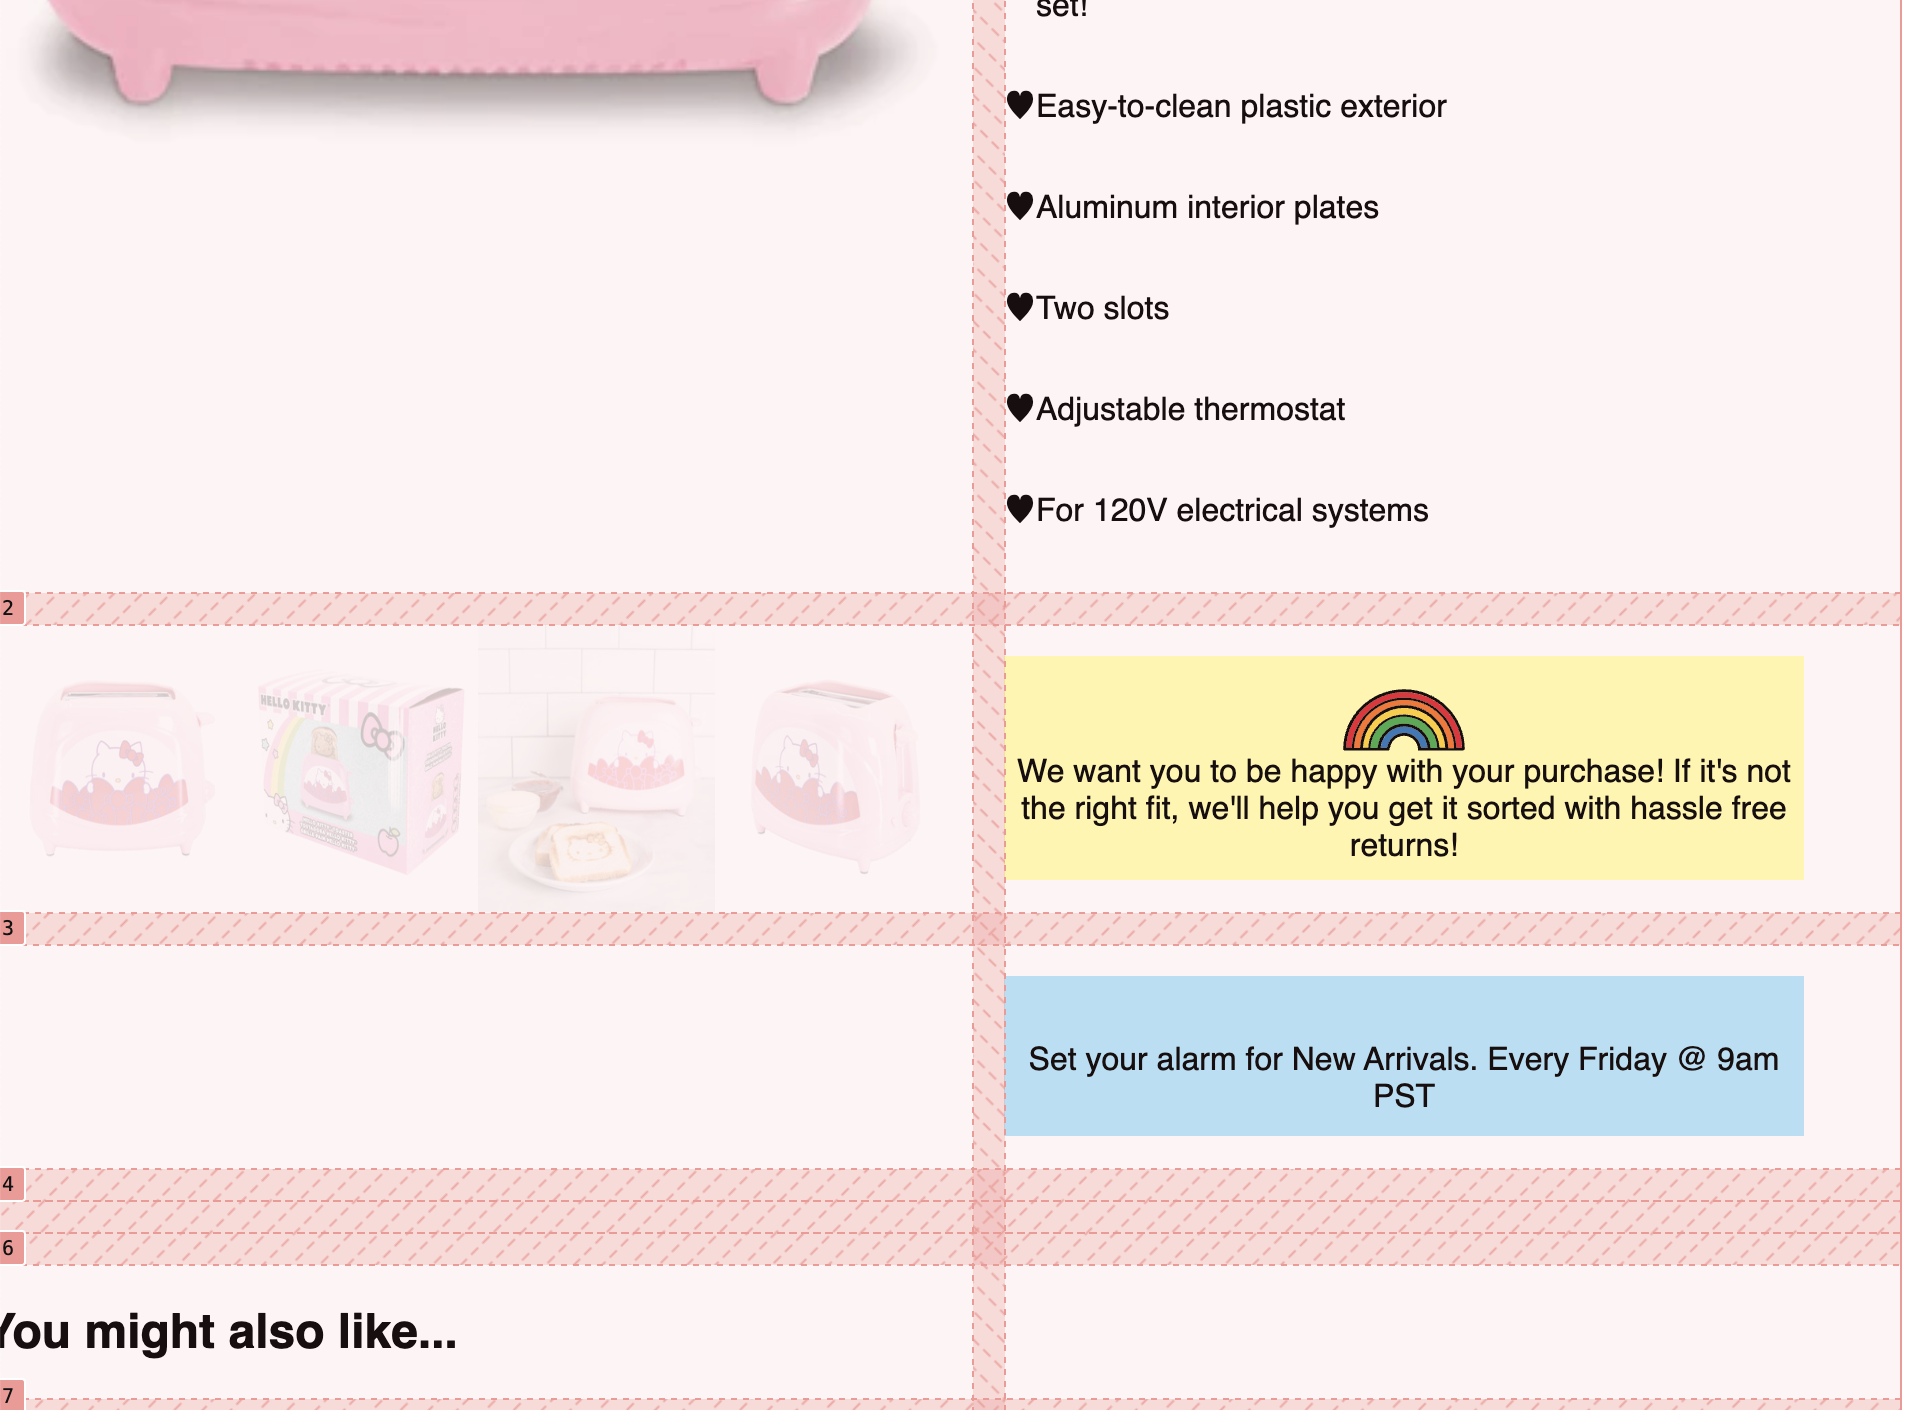 set!
♥Easy-to-clean plastic exterior
♥Aluminum interior plates
♥Two slots
♥Adjustable thermostat
♥For 120V electrical systems
2
HELLO KITTY
We want you to be happy with your purchase! If it's not
the right fit, we'll help you get it sorted with hassle free
returns!
3
Set your alarm for New Arrivals. Every Friday @ 9am
PST
4
6
You might also like...
7